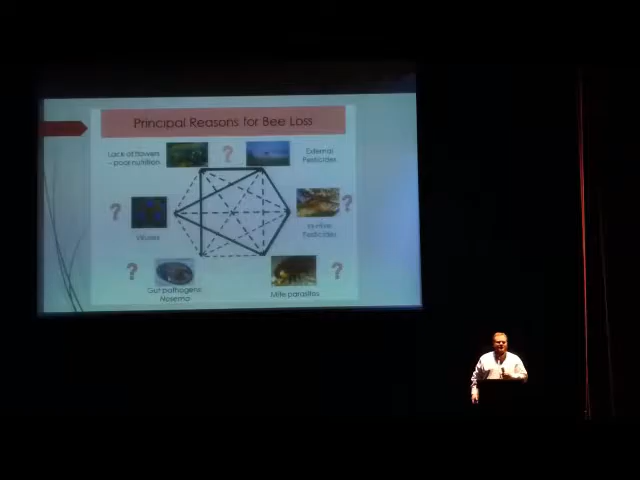 Principal Reasons for Bee Loss
Lack of flowers
– poor nutrition
?
External
Pesticides
?
Viruses
?
In-Hive
Pesticides
?
Gut pathogens
Nosema
Mite parasites
?